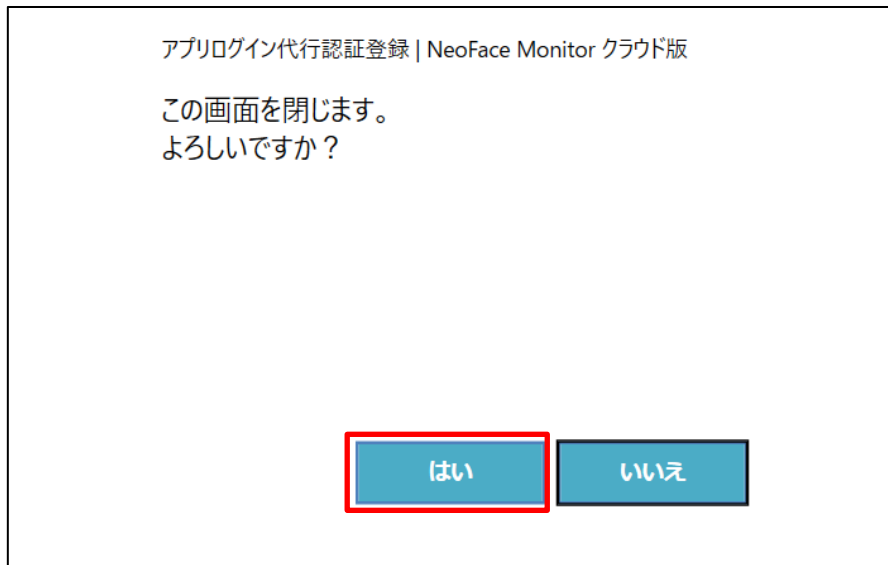 アプリログイン代行認証登録 | NeoFace Monitor クラウド版
この画面を閉じます。
よろしいですか？
はい
いいえ